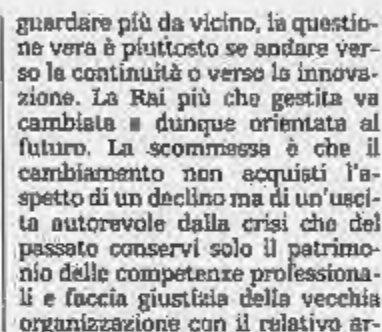 guardare più da vicino, la questio-
ne vera è piuttosto se andare ver-
so la continuità o verso la innova-
zione. La Rai più che gestita va
cambiata e dunque orientata al
futuro. La scommessa è che il
cambiamento non acquisti l'a-
spetto di un declino ma di un'usci-
ta autorevole dalla crisi che del
passato conservi solo il patrimo-
nio delle competenze professiona-
li e faccia giustizia della vecchia
organizzazione con il relativo ar-